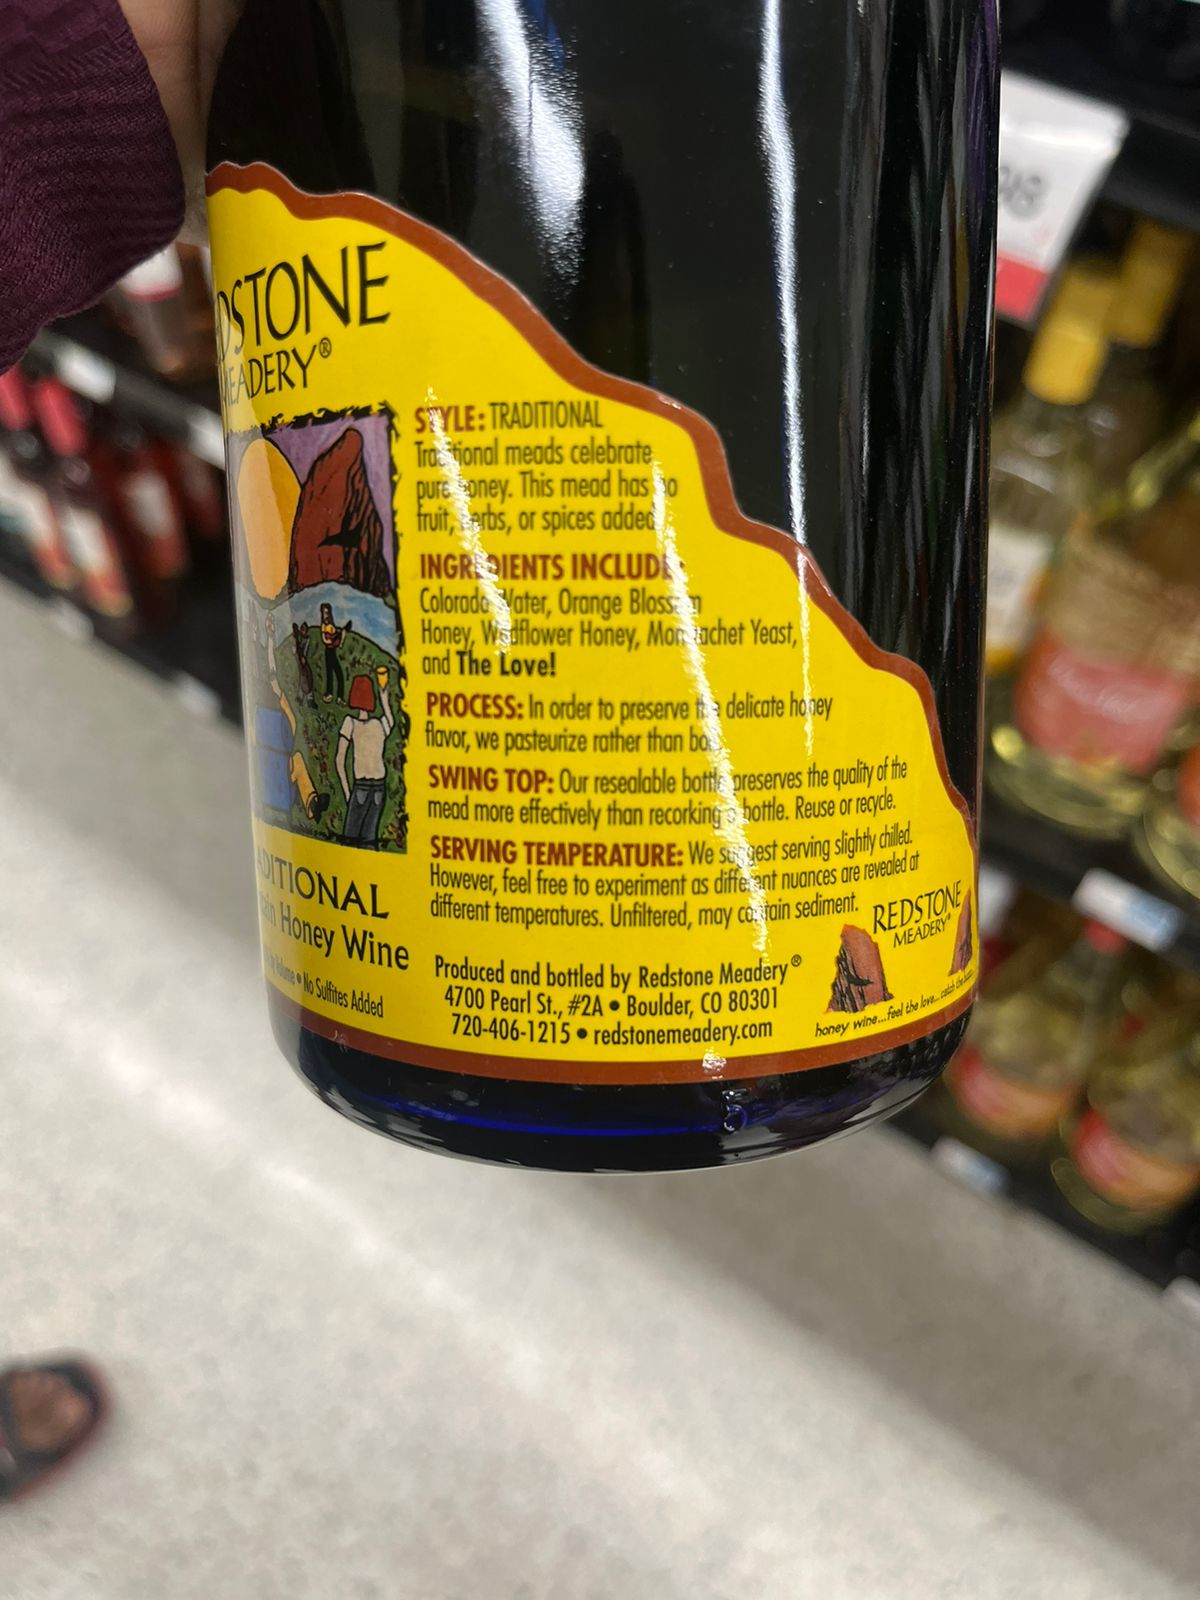 REDSTONE
MEADERY®
STYLE: TRADITIONAL
Traditional meads celebrate
pure honey. This mead has no
fruit, herbs, or spices added.
INGREDIENTS INCLUDE:
Colorado Water, Orange Blossom
Honey, Wildflower Honey, Montrachet Yeast,
and The Love!
PROCESS: In order to preserve the delicate honey
flavor, we pasteurize rather than boil.
SWING TOP: Our resealable bottle preserves the quality of the
mead more effectively than recorking a bottle. Reuse or recycle.
SERVING TEMPERATURE: We suggest serving slightly chilled.
However, feel free to experiment as different nuances are revealed at
different temperatures. Unfiltered, may contain sediment.
REDSTONE
MEADERY®
honey wine...feel the love... catch the
Produced and bottled by Redstone Meadery®
4700 Pearl St., #2A • Boulder, CO 80301
720-406-1215 • redstonemeadery.com
TRADITIONAL
Honey Wine
Volume • No Sulfites Added
98